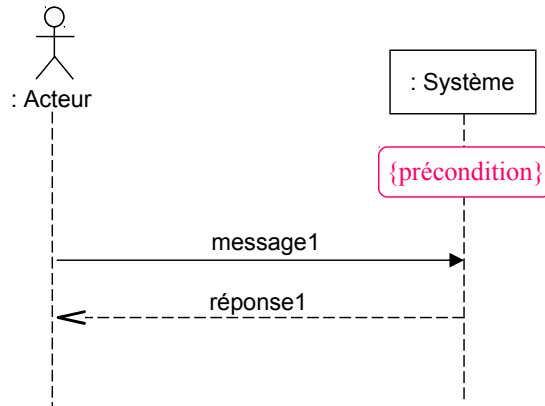 : Acteur
: Système
{précondition}
message1
réponse1